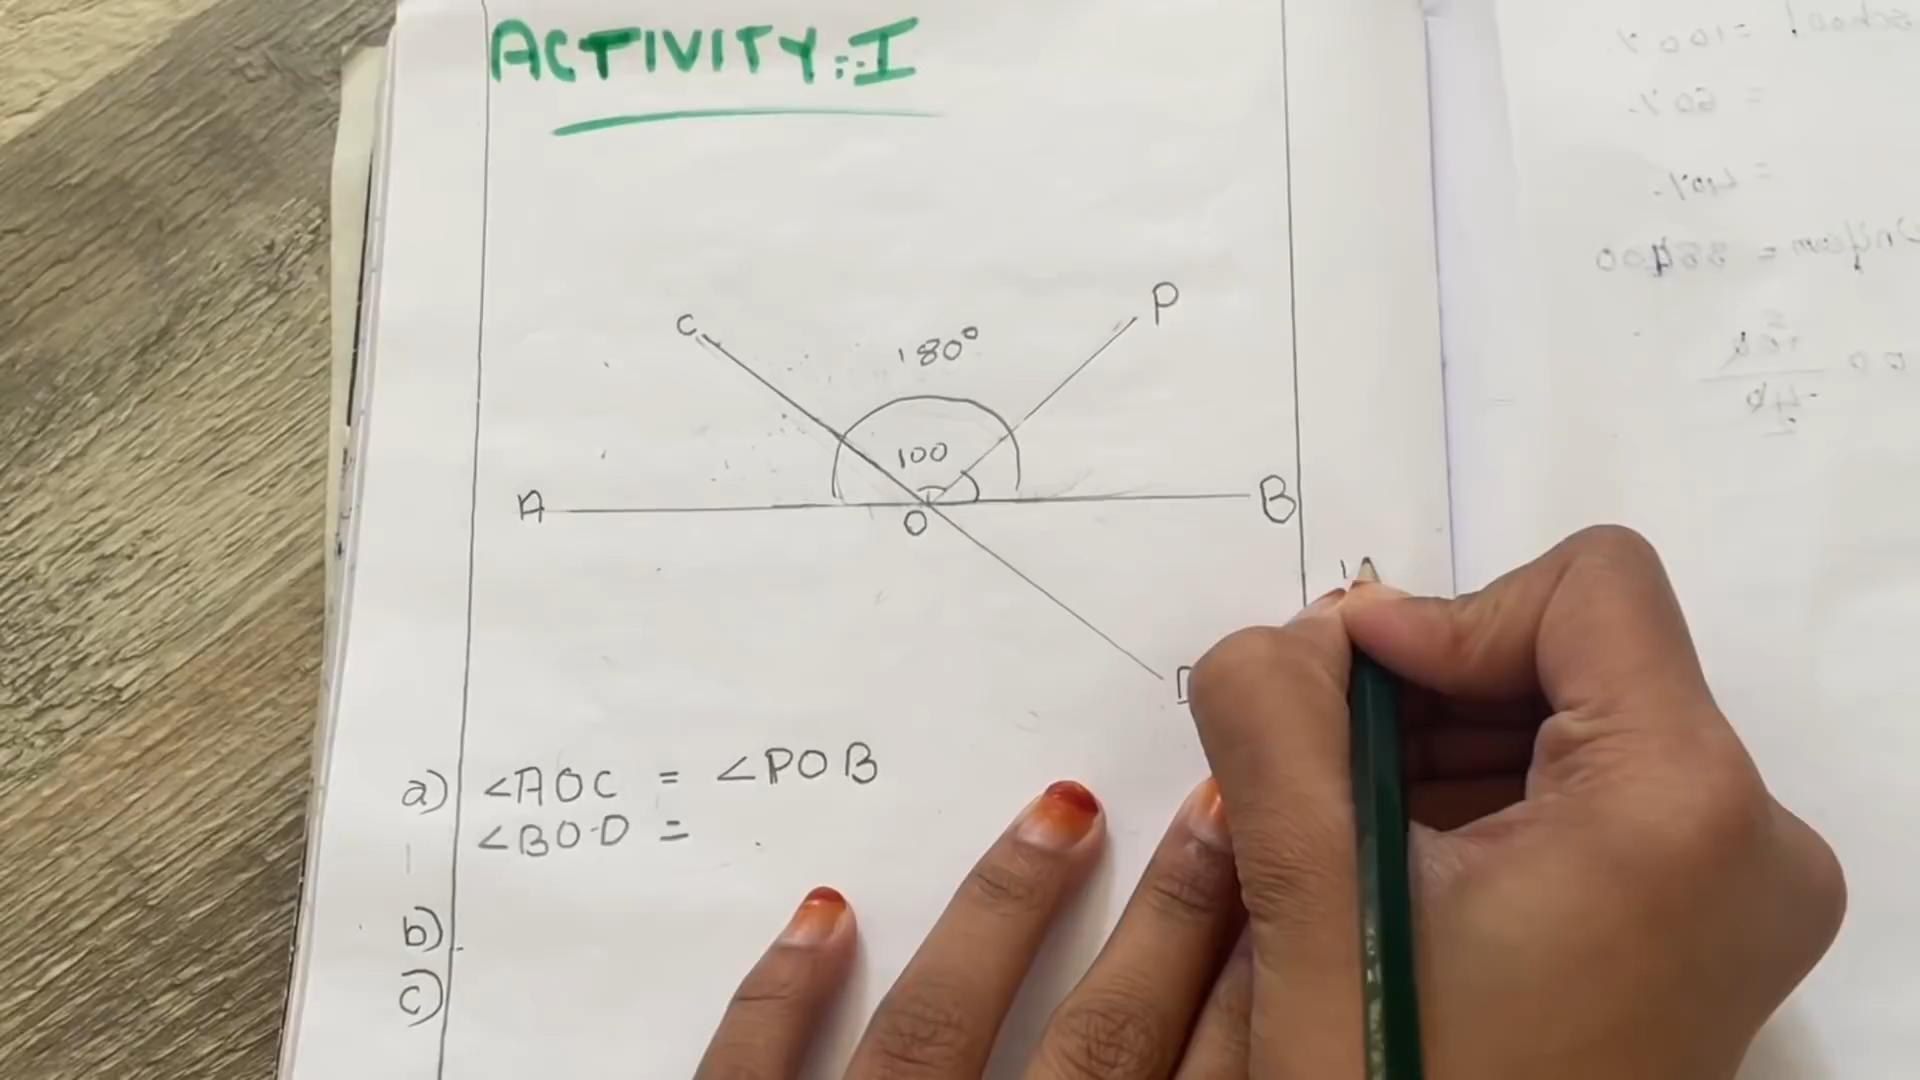 ACTIVITY:-I
C
P
180°
100
A
O
B
D
a) ∠AOC = ∠POB
∠BOD =
b)
c)